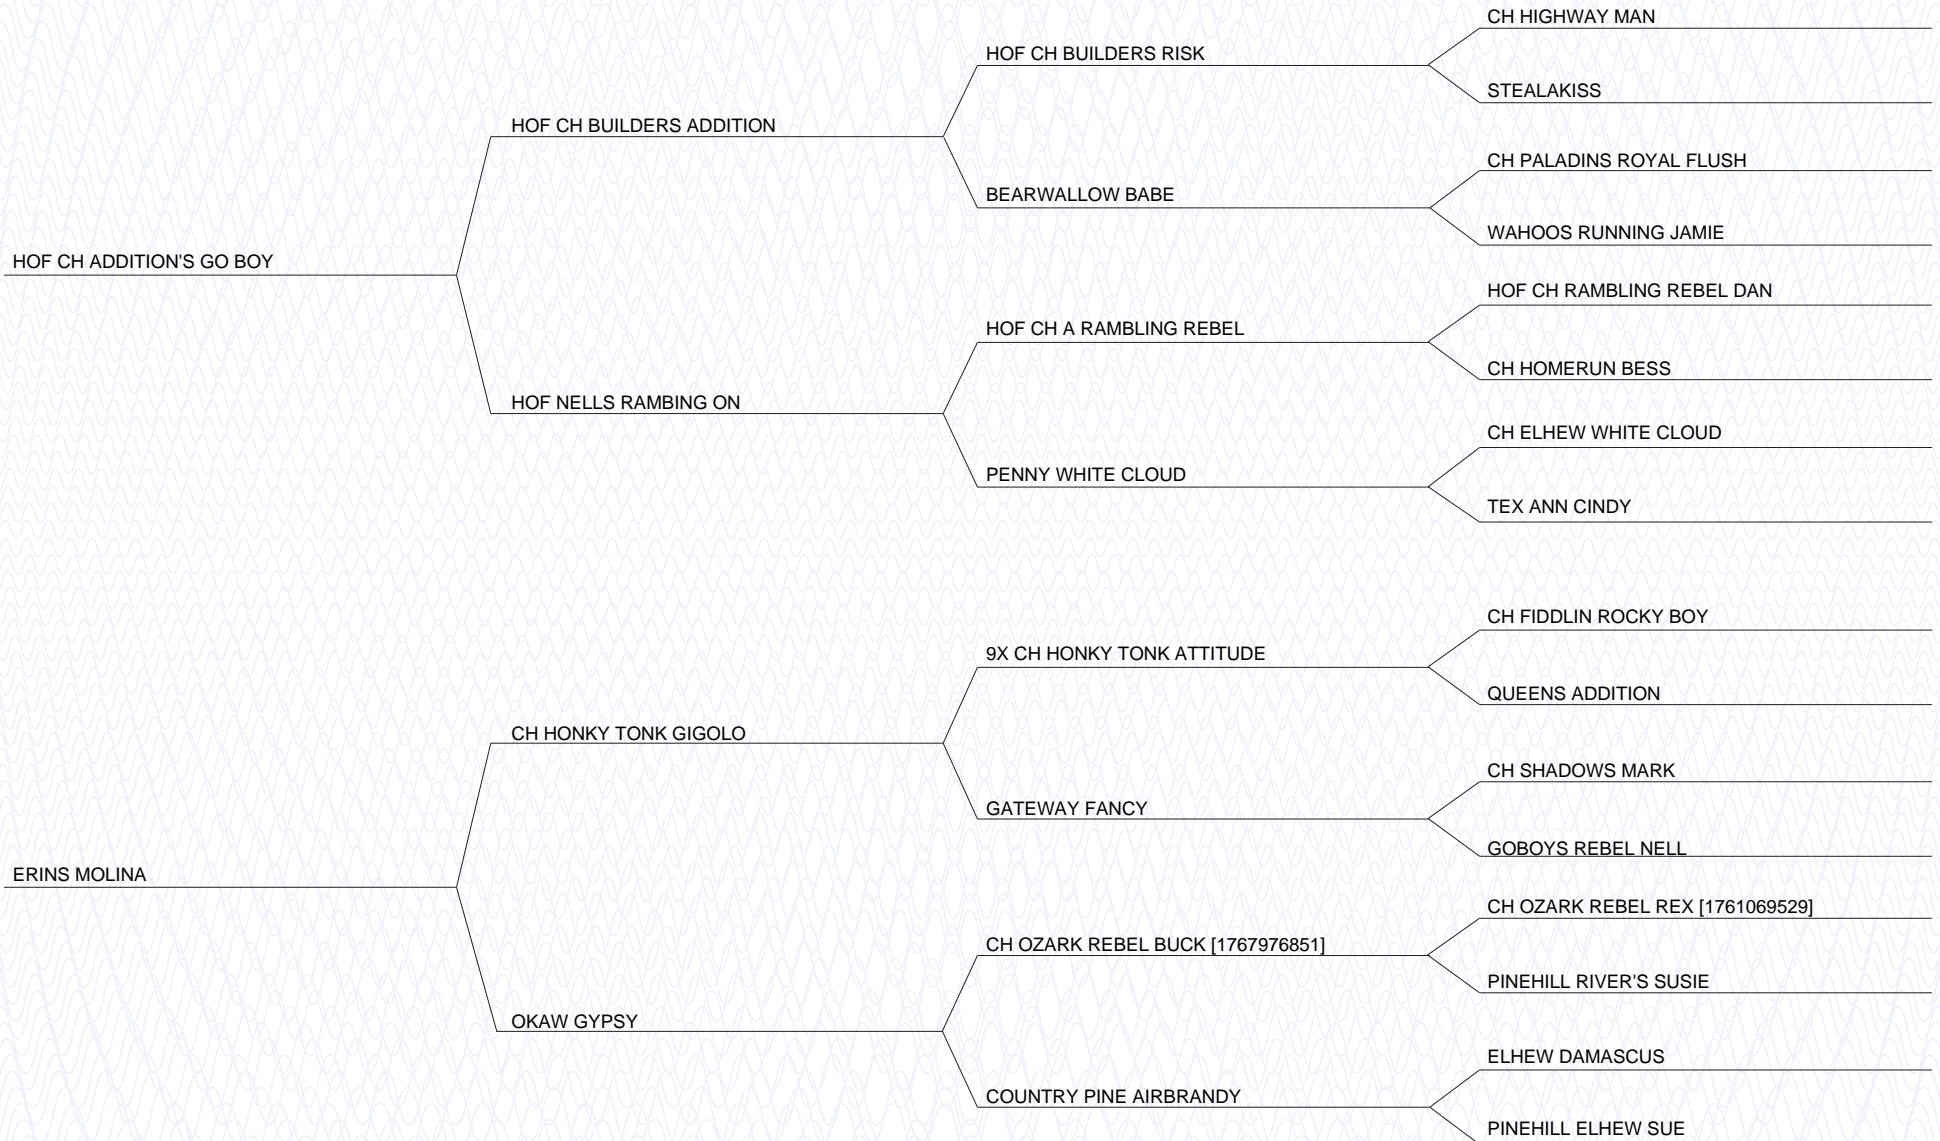 CH HIGHWAY MAN
HOF CH BUILDERS RISK
STEALAKISS
HOF CH BUILDERS ADDITION
CH PALADINS ROYAL FLUSH
BEARWALLOW BABE
WAHOOS RUNNING JAMIE
HOF CH ADDITION'S GO BOY
HOF CH RAMBLING REBEL DAN
HOF CH A RAMBLING REBEL
CH HOMERUN BESS
HOF NELLS RAMBING ON
CH ELHEW WHITE CLOUD
PENNY WHITE CLOUD
TEX ANN CINDY
CH FIDDLIN ROCKY BOY
9X CH HONKY TONK ATTITUDE
QUEENS ADDITION
CH HONKY TONK GIGOLO
CH SHADOWS MARK
GATEWAY FANCY
GOBOYS REBEL NELL
ERINS MOLINA
CH OZARK REBEL REX [1761069529]
CH OZARK REBEL BUCK [1767976851]
PINEHILL RIVER'S SUSIE
OKAW GYPSY
ELHEW DAMASCUS
COUNTRY PINE AIRBRANDY
PINEHILL ELHEW SUE